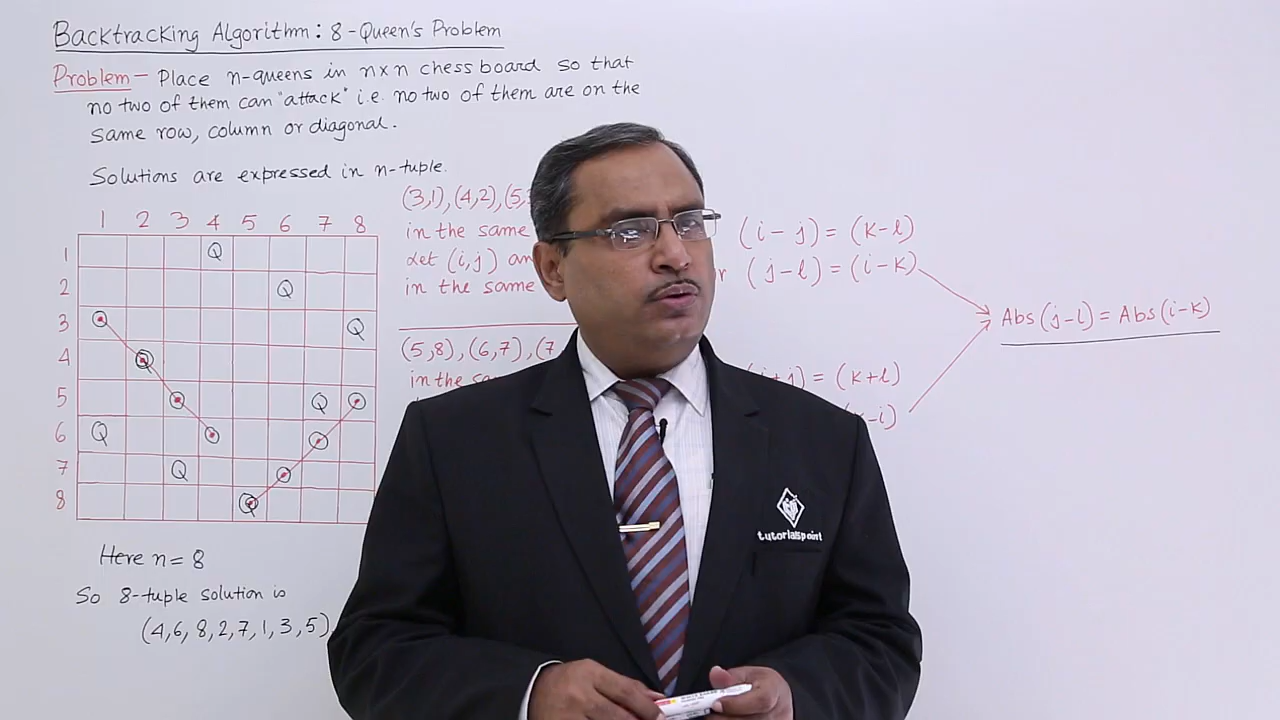 Backtracking Algorithm: 8-Queen's Problem
Problem- Place n-queens in nxn chess board so that
no two of them can "attack" i.e. no two of them are on the
same row, column or diagonal.
Solutions are expressed in n-tuple.
1 2 3 4 5 6 7 8
1 Q
2 Q
3 Q
4 Q
5 Q
6 Q
7 Q
8 Q
Here n = 8
So 8-tuple solution is
(4,6,8,2,7,1,3,5)
(3,1),(4,2),(5,
in the same
Let (i,j)
in the same
(i-j) = (k-l)
(j-l) = (i-k)
(5,8),(6,7),(7
in the
(i+j) = (k+l)
-i)
Abs(j-l) = Abs(i-k)
tutorialspoint